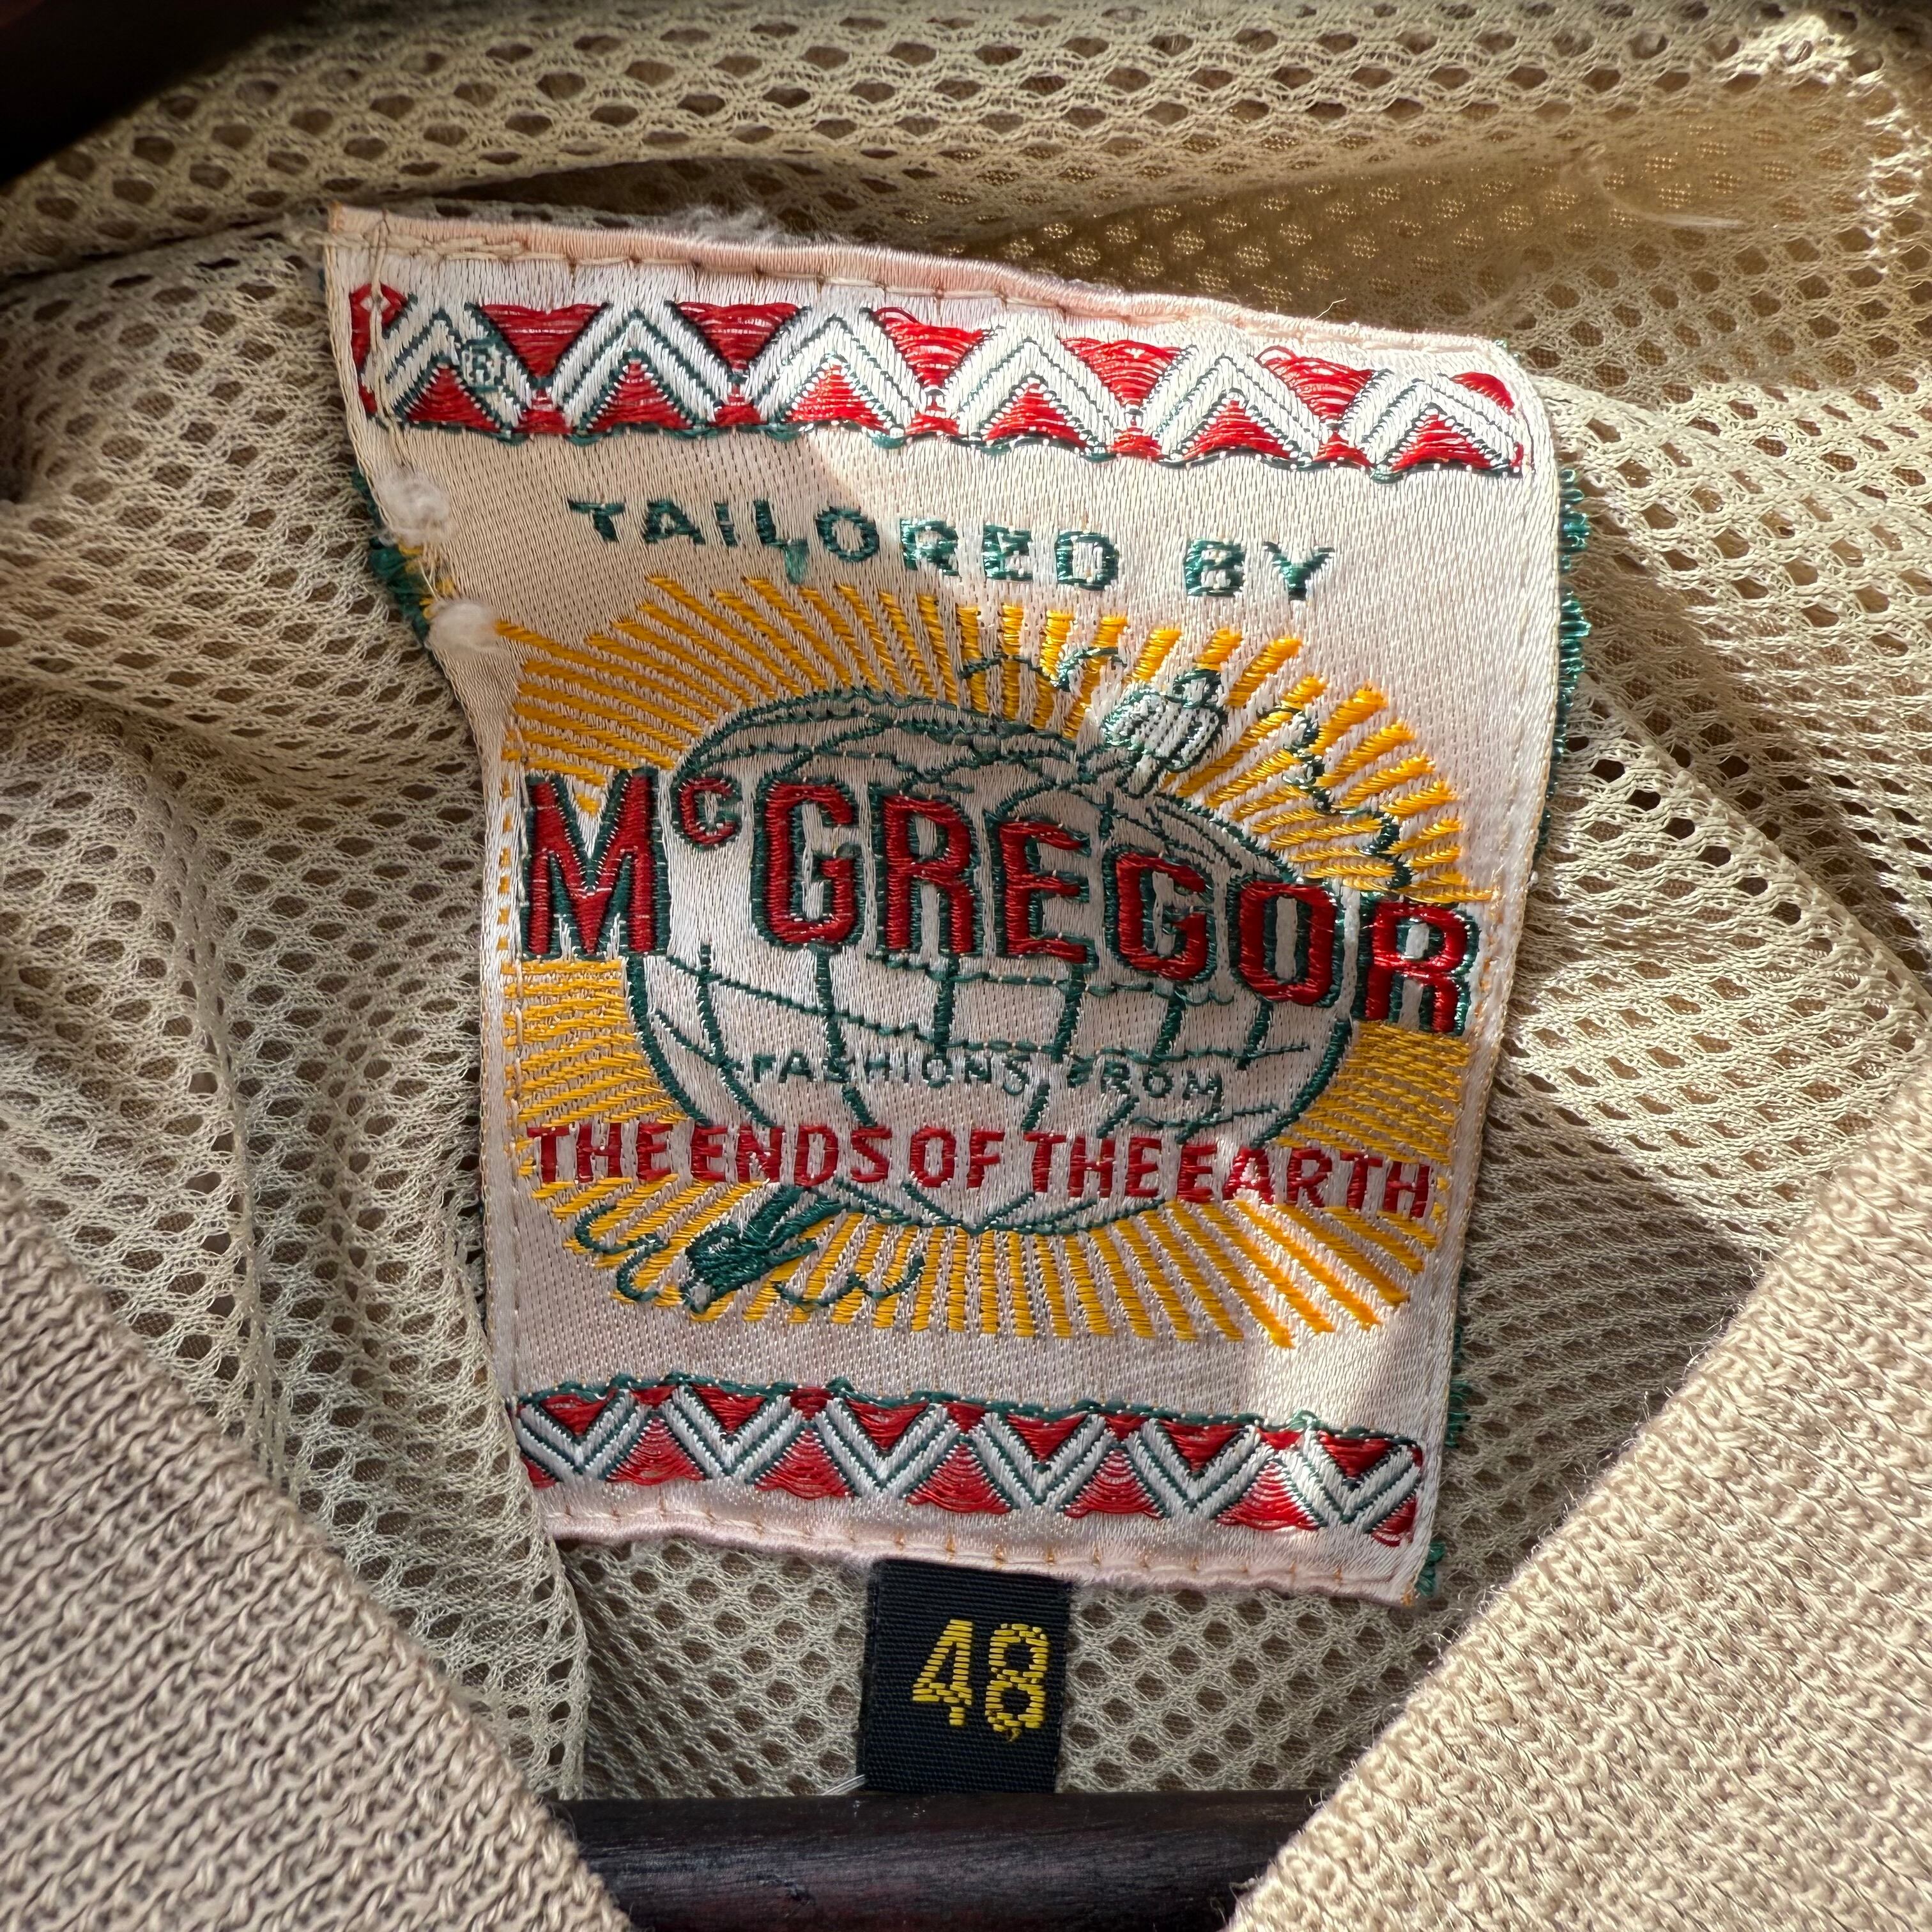 ®
TAILORED BY
McGREGOR
FASHIONS FROM
THE ENDS OF THE EARTH
48